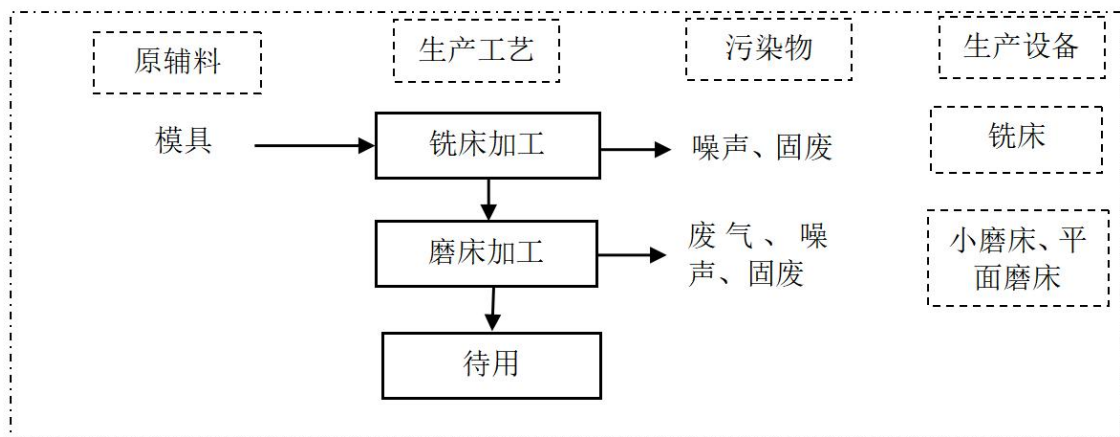 原辅料
生产工艺
污染物
生产设备
模具
铣床加工
噪声、固废
铣床
磨床加工
废气、噪
声、固废
小磨床、平
面磨床
待用